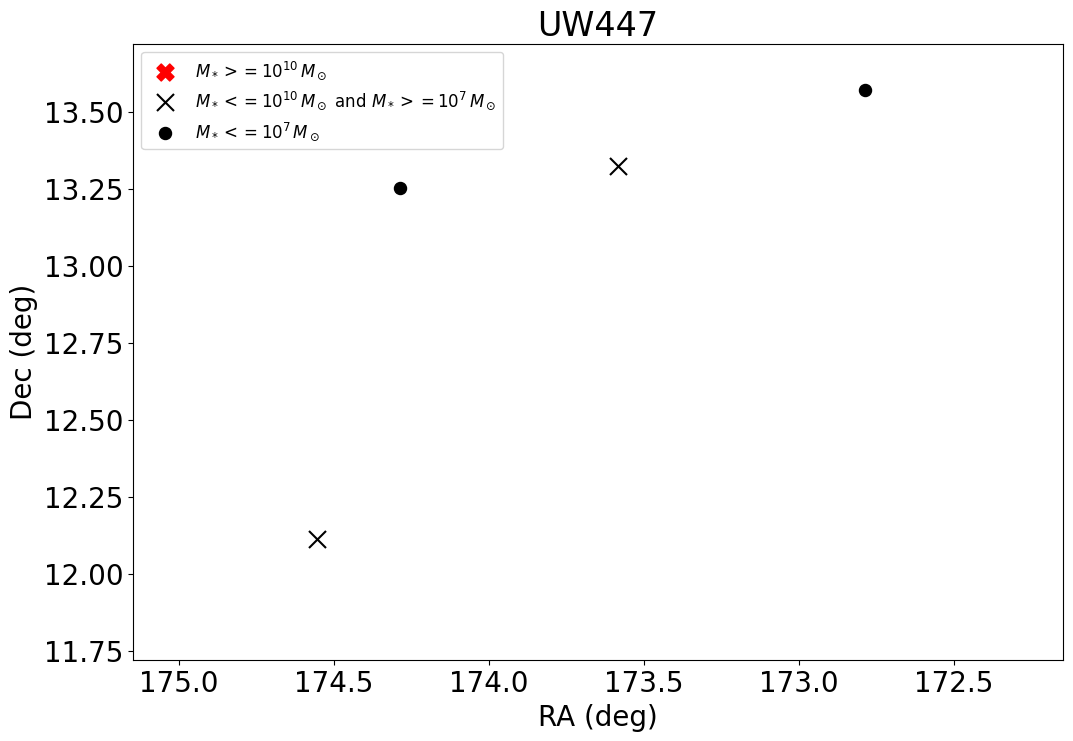 UW447
M* >= 10^10 M⊙
M* <= 10^10 M⊙ and M* >= 10^7 M⊙
M* <= 10^7 M⊙
13.50
13.25
13.00
12.75
12.50
12.25
12.00
11.75
Dec (deg)
175.0 174.5 174.0 173.5 173.0 172.5
RA (deg)